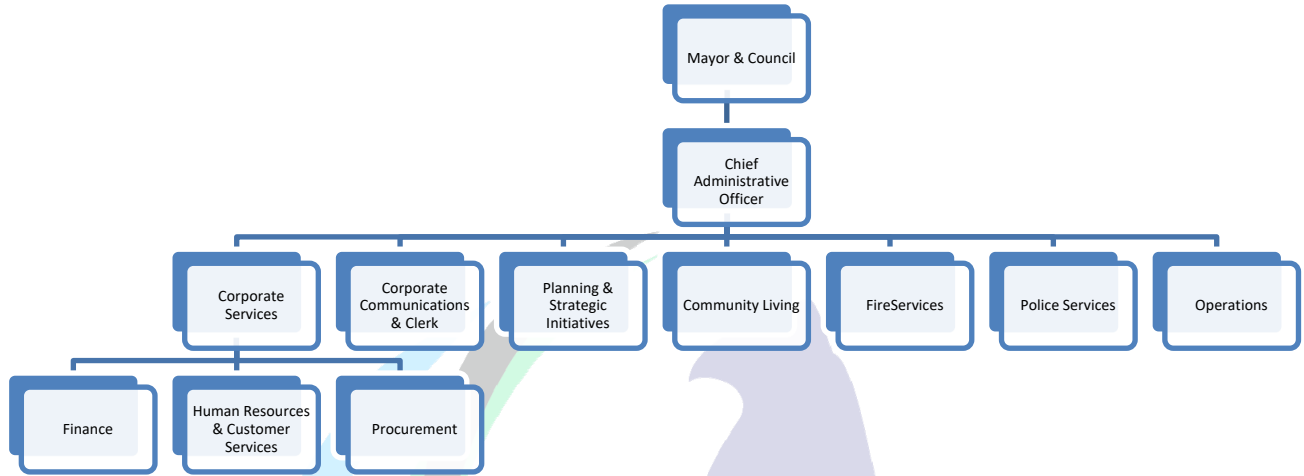 Mayor & Council
Chief
Administrative
Officer
Corporate
Services
Corporate
Communications
& Clerk
Planning &
Strategic
Initiatives
Community Living
FireServices
Police Services
Operations
Finance
Human Resources
& Customer
Services
Procurement